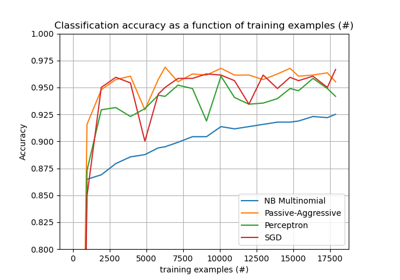 Classification accuracy as a function of training examples (#)
1.000
0.975
0.950
0.925
0.900
0.875
0.850
0.825
0.800
Accuracy
NB Multinomial
Passive-Aggressive
Perceptron
SGD
0 2500 5000 7500 10000 12500 15000 17500
training examples (#)